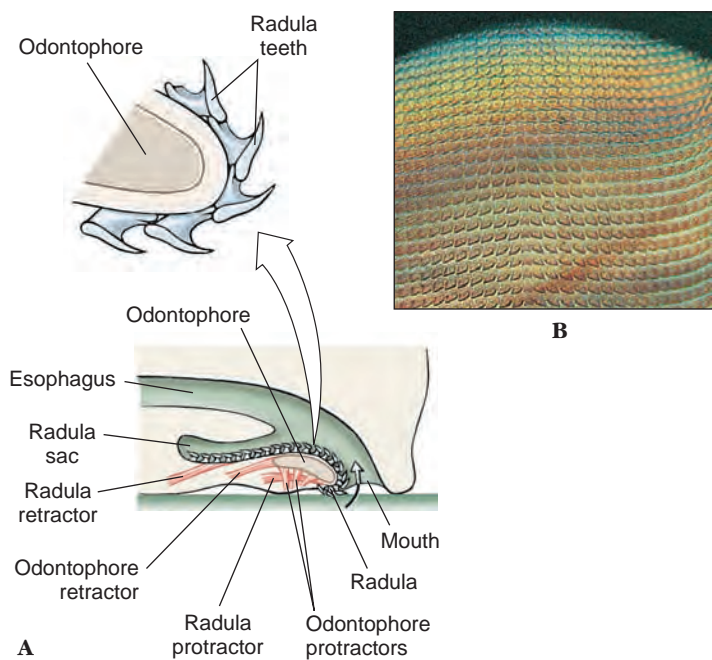 Radula
teeth
Odontophore
B
Odontophore
Esophagus
Radula
sac
Radula
retractor
Mouth
Odontophore
retractor
Radula
Radula
protractor
Odontophore
protractors
A